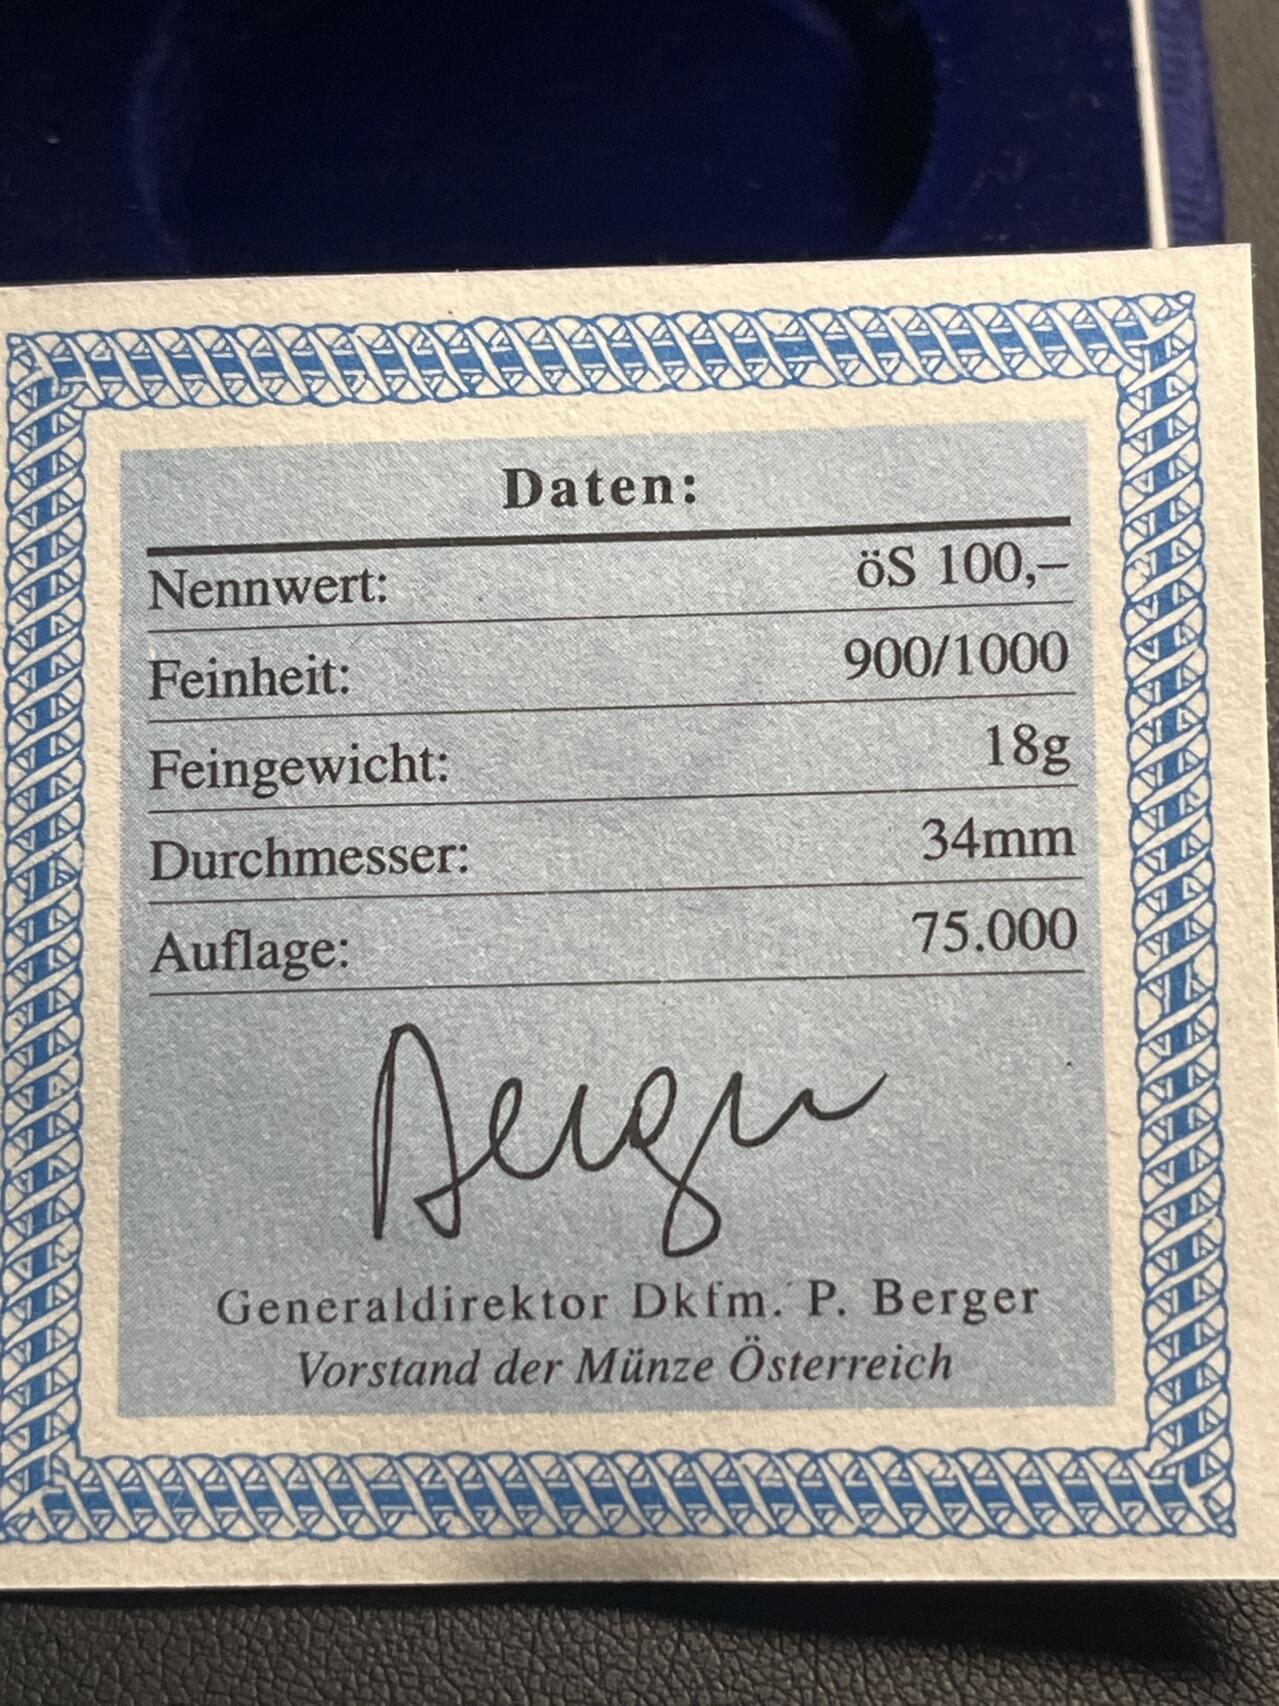 Daten:
Nennwert: öS 100,–
Feinheit: 900/1000
Feingewicht: 18g
Durchmesser: 34mm
Auflage: 75.000
Berger
Generaldirektor Dkfm. P. Berger
Vorstand der Münze Österreich